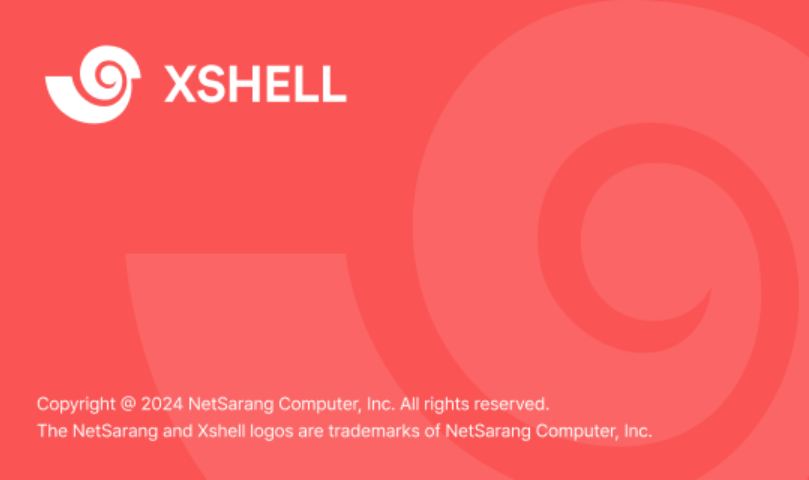 XSHELL
Copyright @ 2024 NetSarang Computer, Inc. All rights reserved.
The NetSarang and Xshell logos are trademarks of NetSarang Computer, Inc.